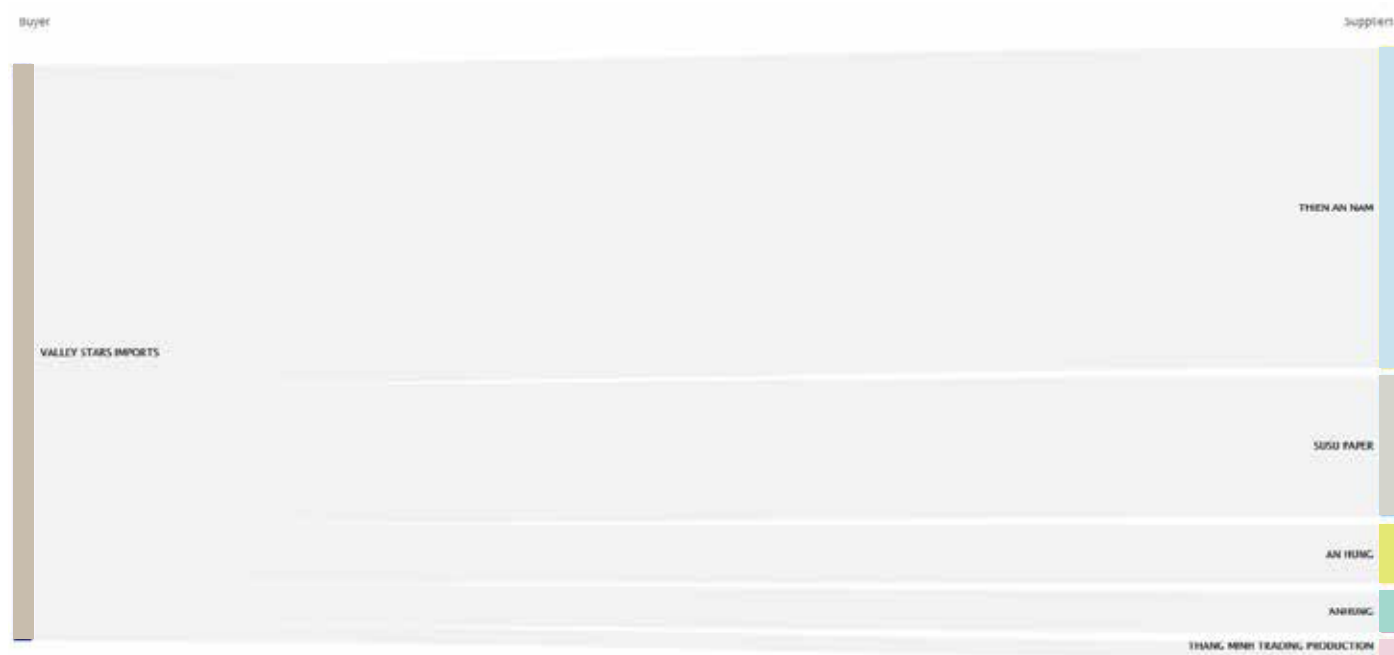 Buyer
Suppliers
THIEN AN NAM
VALLEY STARS IMPORTS
SUSU PAPER
AN HUNG
ANHUNG
THANG MINH TRADING PRODUCTION